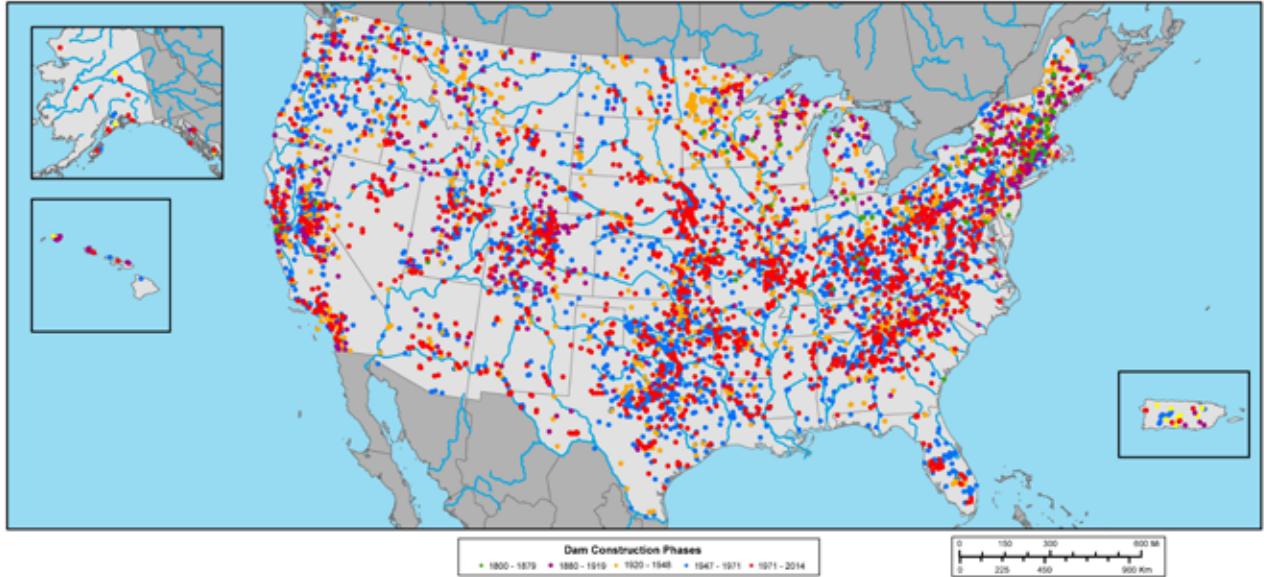 Dam Construction Phases
1800 - 1879 1880 - 1919 1920 - 1948 1947 - 1971 1971 - 2014
0 150 300 600 Mi
0 225 450 900 Km